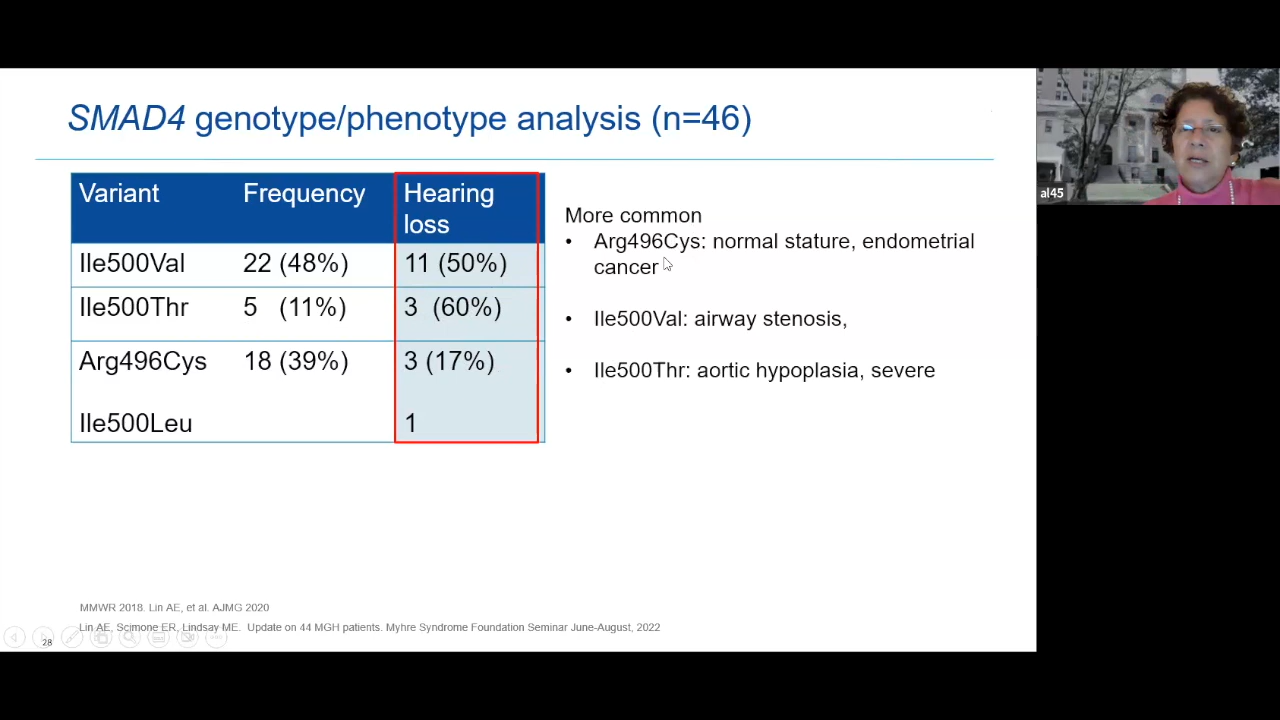 SMAD4 genotype/phenotype analysis (n=46)
Variant Frequency Hearing loss
Ile500Val 22 (48%) 11 (50%)
Ile500Thr 5 (11%) 3 (60%)
Arg496Cys 18 (39%) 3 (17%)
Ile500Leu 1
More common
• Arg496Cys: normal stature, endometrial
cancer
• Ile500Val: airway stenosis,
• Ile500Thr: aortic hypoplasia, severe
MMWR 2018. Lin AE, et al. AJMG 2020
Lin AE, Scimone ER, Lindsay ME. Update on 44 MGH patients. Myhre Syndrome Foundation Seminar June-August, 2022
28
al45